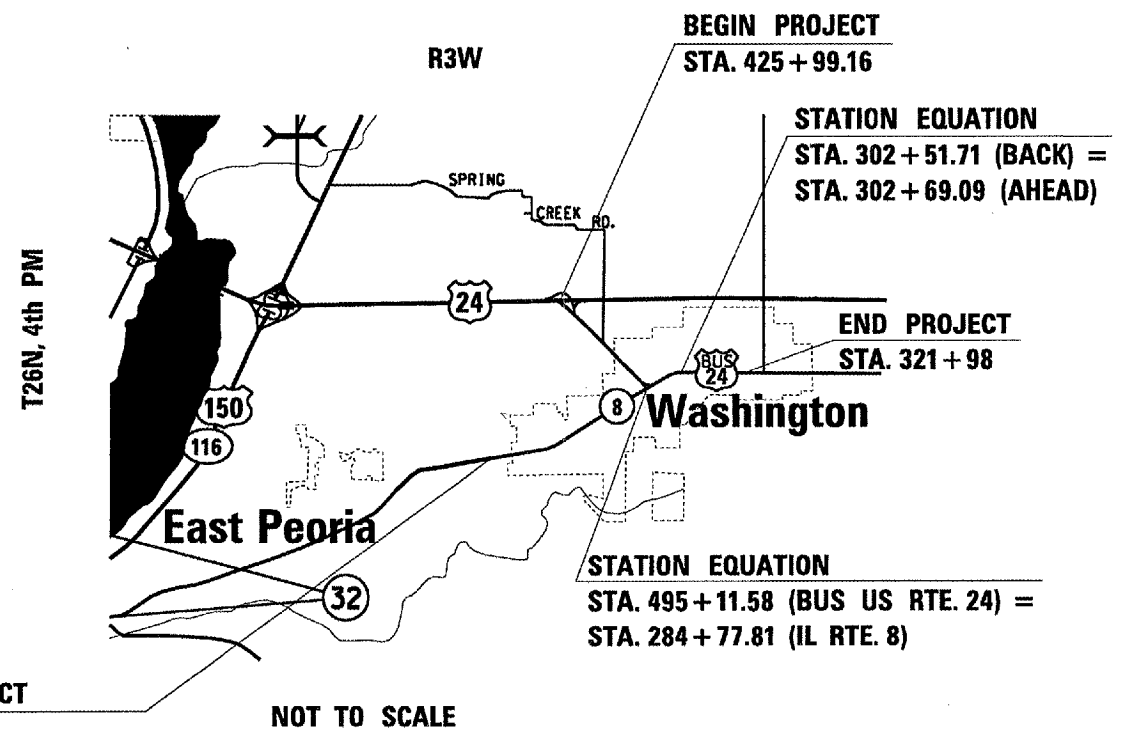 BEGIN PROJECT
STA. 425+99.16
R3W
STATION EQUATION
STA. 302+51.71 (BACK) =
STA. 302+69.09 (AHEAD)
SPRING
CREEK RD.
T26N, 4th PM
24
END PROJECT
STA. 321+98
BUS
24
150
8
Washington
116
East Peoria
STATION EQUATION
STA. 495+11.58 (BUS US RTE. 24) =
STA. 284+77.81 (IL RTE. 8)
32
CT
NOT TO SCALE